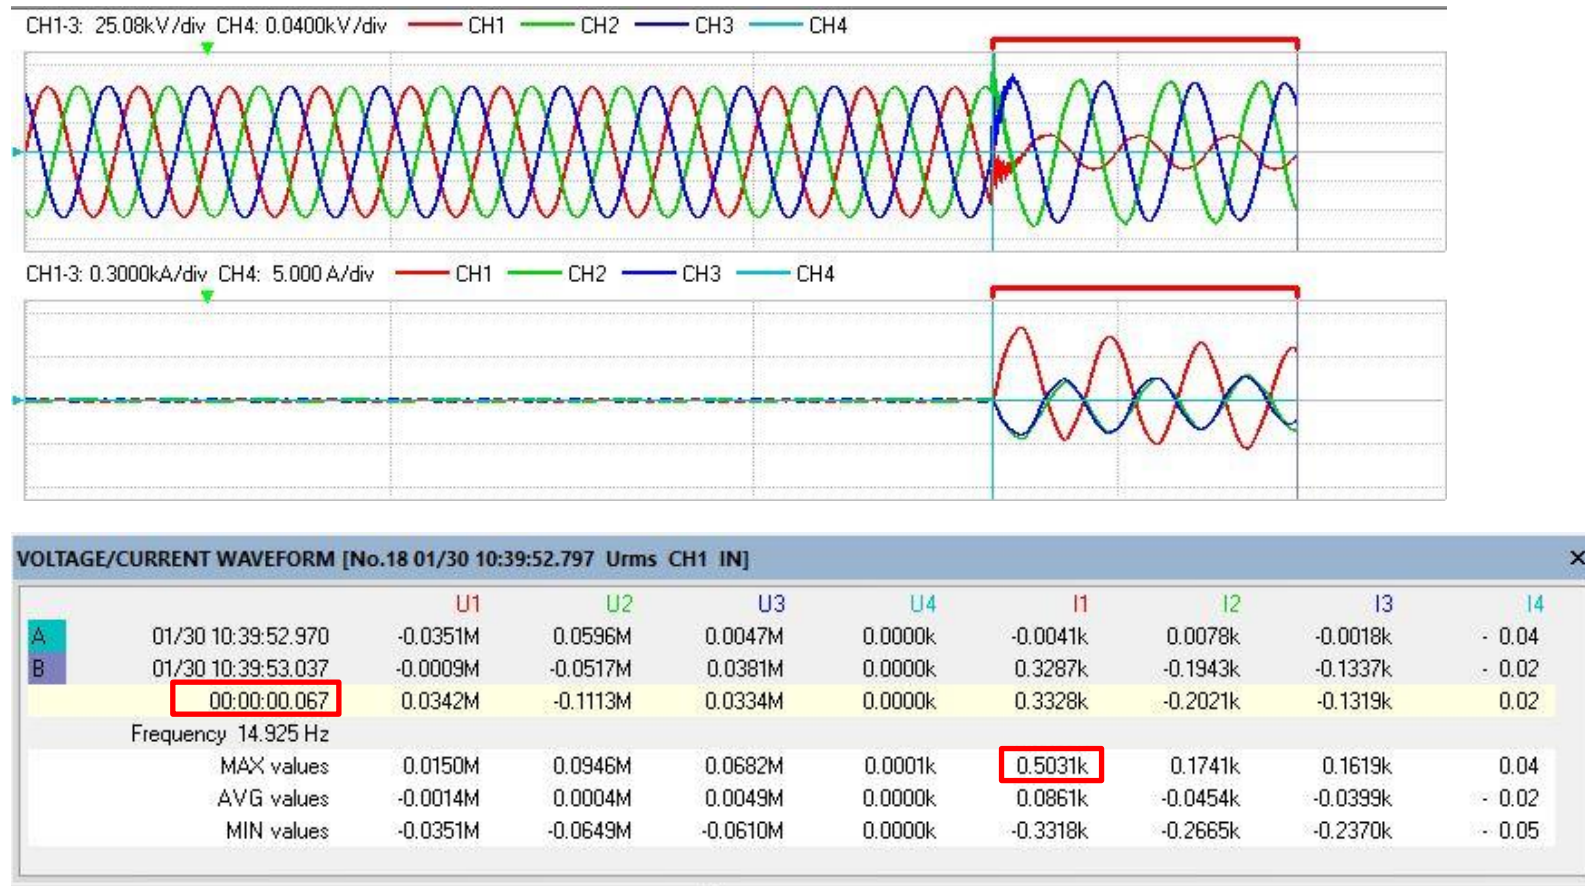 CH1-3: 25.08kV/div CH4: 0.0400kV/div CH1 CH2 CH3 CH4
CH1-3: 0.3000kA/div CH4: 5.000 A/div CH1 CH2 CH3 CH4
VOLTAGE/CURRENT WAVEFORM [No.18 01/30 10:39:52.797 Urms CH1 IN]
U1 U2 U3 U4 I1 I2 I3 I4
A 01/30 10:39:52.970 -0.0351M 0.0596M 0.0047M 0.0000k -0.0041k 0.0078k -0.0018k - 0.04
B 01/30 10:39:53.037 -0.0009M -0.0517M 0.0381M 0.0000k 0.3287k -0.1943k -0.1337k - 0.02
00:00:00.067 0.0342M -0.1113M 0.0334M 0.0000k 0.3328k -0.2021k -0.1319k 0.02
Frequency 14.925 Hz
MAX values 0.0150M 0.0946M 0.0682M 0.0001k 0.5031k 0.1741k 0.1619k 0.04
AVG values -0.0014M 0.0004M 0.0049M 0.0000k 0.0861k -0.0454k -0.0399k - 0.02
MIN values -0.0351M -0.0649M -0.0610M 0.0000k -0.3318k -0.2665k -0.2370k - 0.05